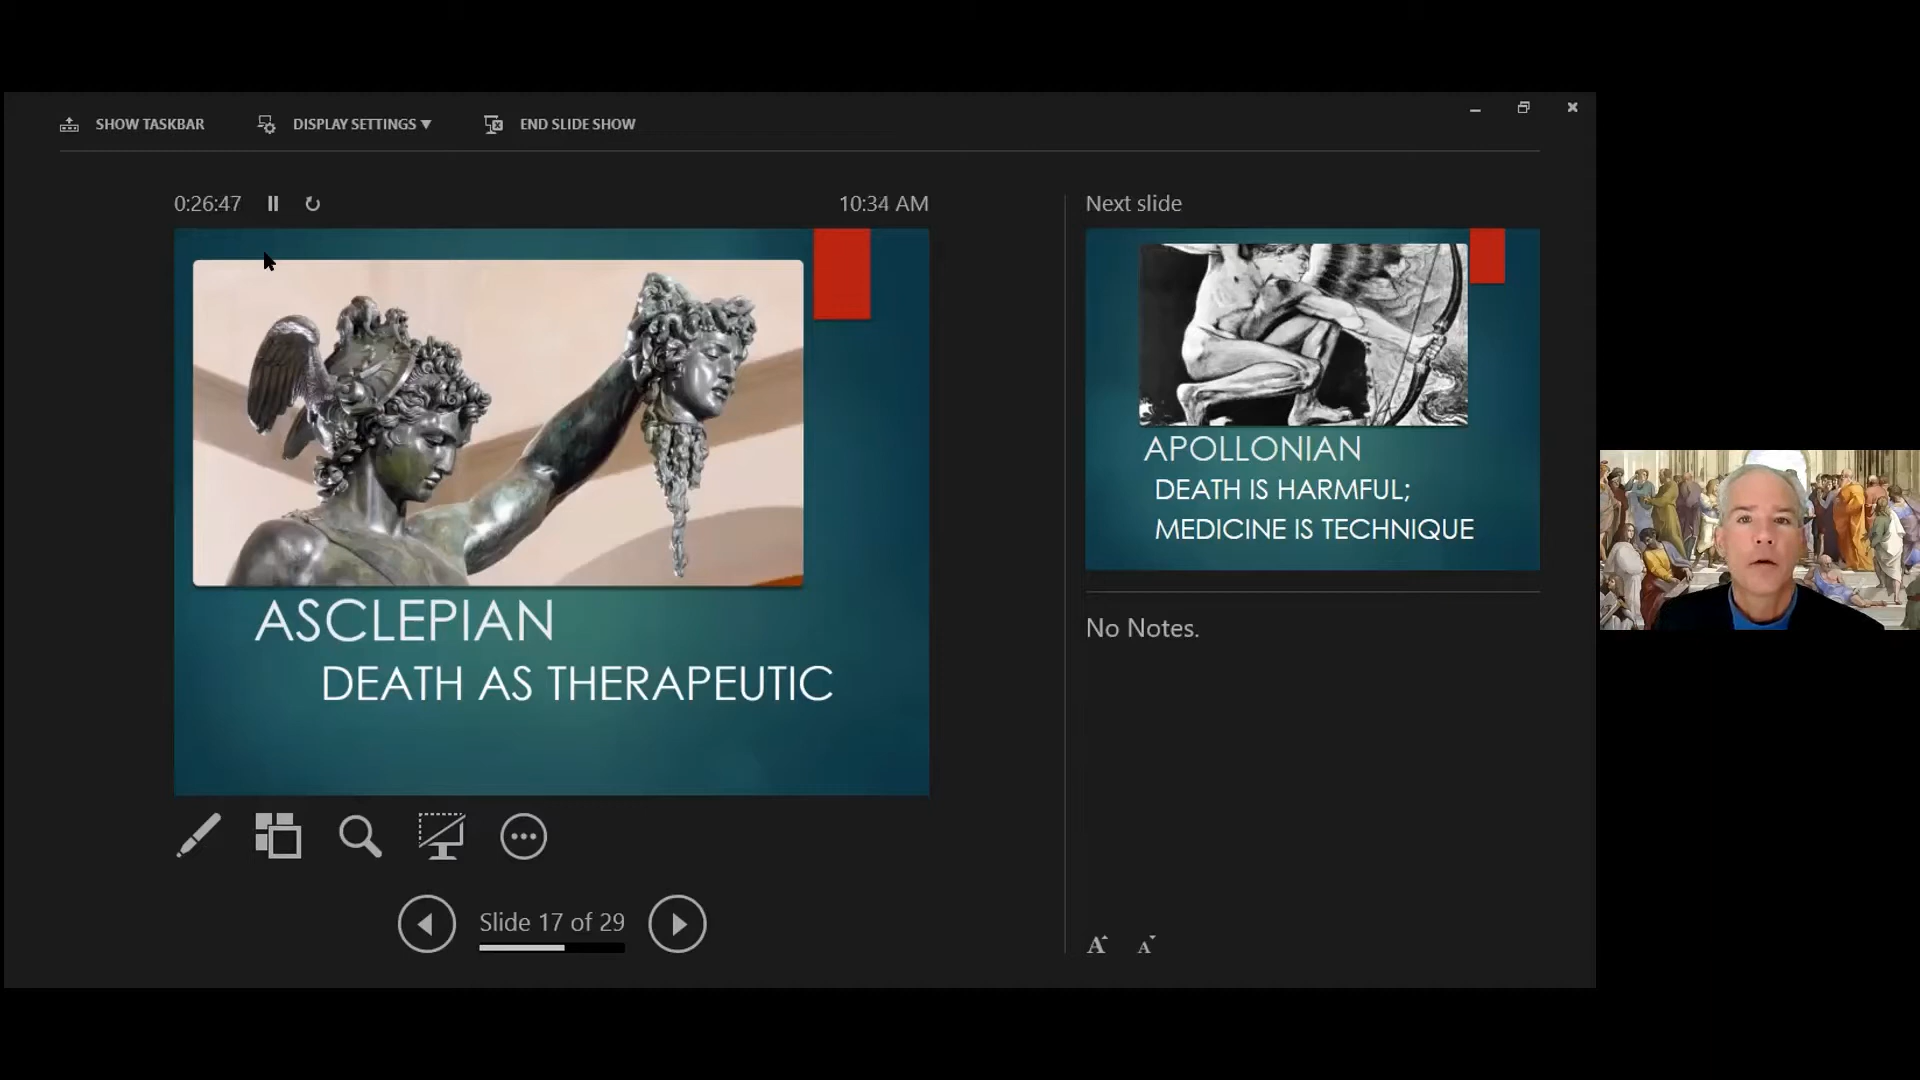 SHOW TASKBAR
DISPLAY SETTINGS
END SLIDE SHOW
0:26:47
10:34 AM
ASCLEPIAN
DEATH AS THERAPEUTIC
Slide 17 of 29
Next slide
APOLLONIAN
DEATH IS HARMFUL;
MEDICINE IS TECHNIQUE
No Notes.
A A